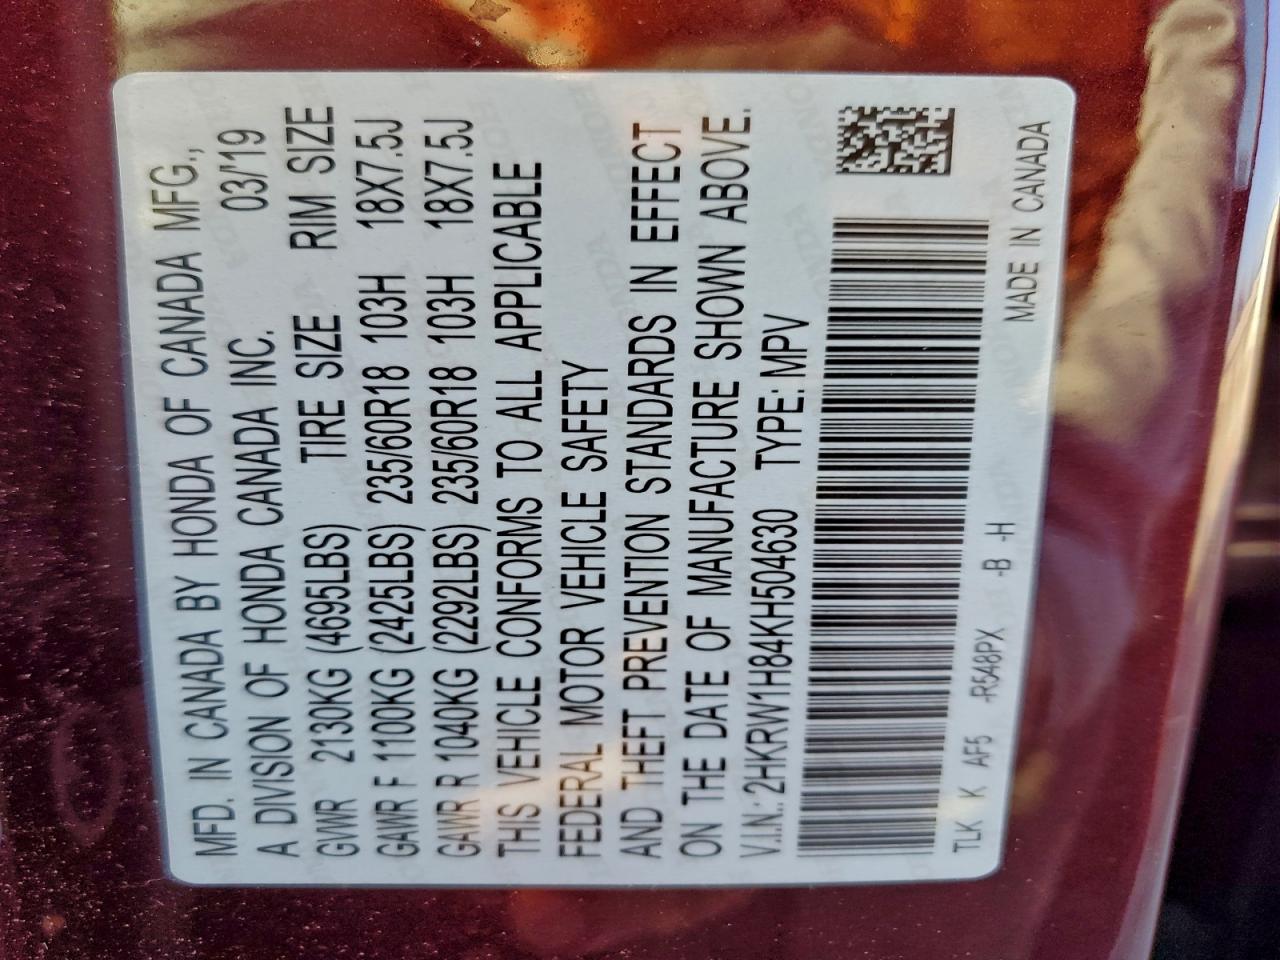 MFD. IN CANADA BY HONDA OF CANADA MFG.,
A DIVISION OF HONDA CANADA INC. 03/19
GVWR 2130KG (4695LBS) TIRE SIZE RIM SIZE
GAWR F 1100KG (2425LBS) 235/60R18 103H 18X7.5J
GAWR R 1040KG (2292LBS) 235/60R18 103H 18X7.5J
THIS VEHICLE CONFORMS TO ALL APPLICABLE
FEDERAL MOTOR VEHICLE SAFETY
AND THEFT PREVENTION STANDARDS IN EFFECT
ON THE DATE OF MANUFACTURE SHOWN ABOVE.
V.I.N.: 2HKRW1H84KH504630 TYPE: MPV
TLK K AF5 -R548PX -B -H
MADE IN CANADA